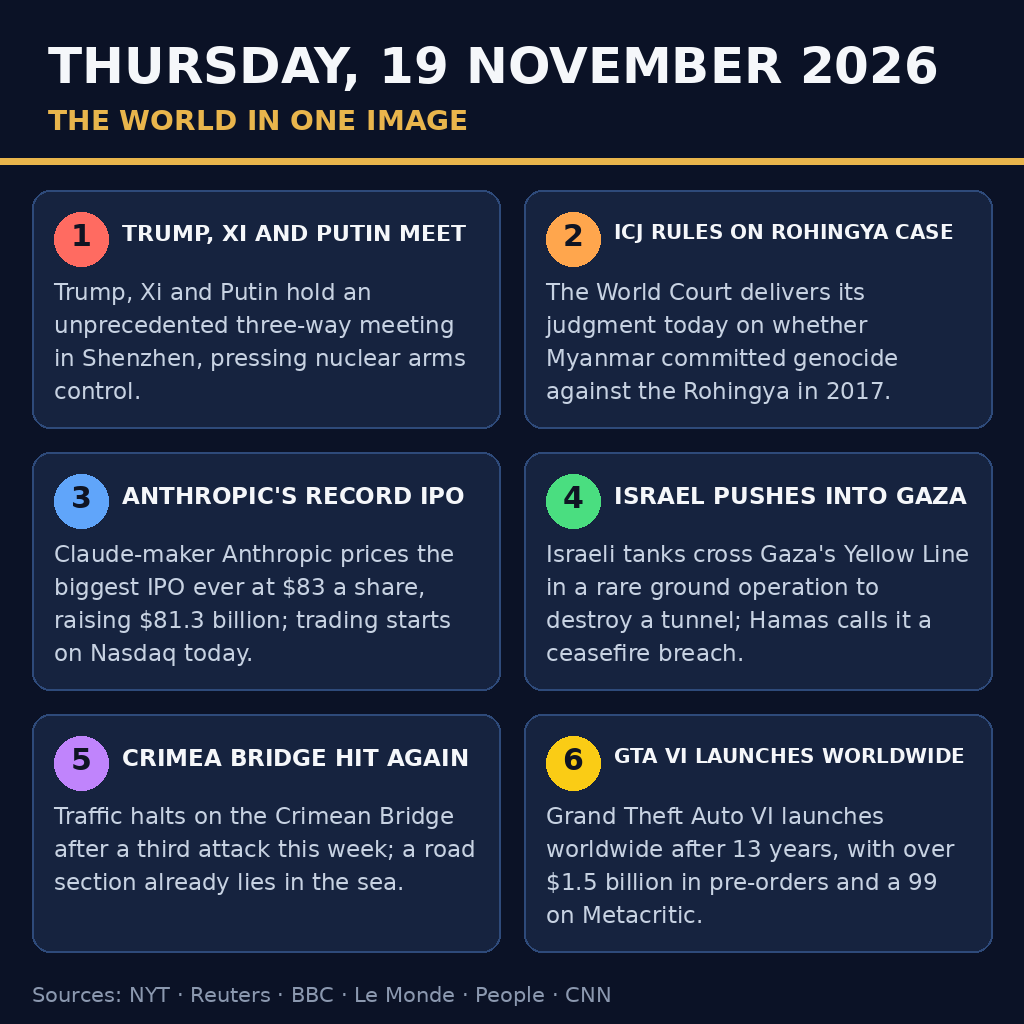 THURSDAY, 19 NOVEMBER 2026
THE WORLD IN ONE IMAGE
1
TRUMP, XI AND PUTIN MEET
Trump, Xi and Putin hold an
unprecedented three-way meeting
in Shenzhen, pressing nuclear arms
control.
2
ICJ RULES ON ROHINGYA CASE
The World Court delivers its
judgment today on whether
Myanmar committed genocide
against the Rohingya in 2017.
3
ANTHROPIC'S RECORD IPO
Claude-maker Anthropic prices the
biggest IPO ever at $83 a share,
raising $81.3 billion; trading starts
on Nasdaq today.
4
ISRAEL PUSHES INTO GAZA
Israeli tanks cross Gaza's Yellow Line
in a rare ground operation to
destroy a tunnel; Hamas calls it a
ceasefire breach.
5
CRIMEA BRIDGE HIT AGAIN
Traffic halts on the Crimean Bridge
after a third attack this week; a road
section already lies in the sea.
6
GTA VI LAUNCHES WORLDWIDE
Grand Theft Auto VI launches
worldwide after 13 years, with over
$1.5 billion in pre-orders and a 99
on Metacritic.
Sources: NYT · Reuters · BBC · Le Monde · People · CNN